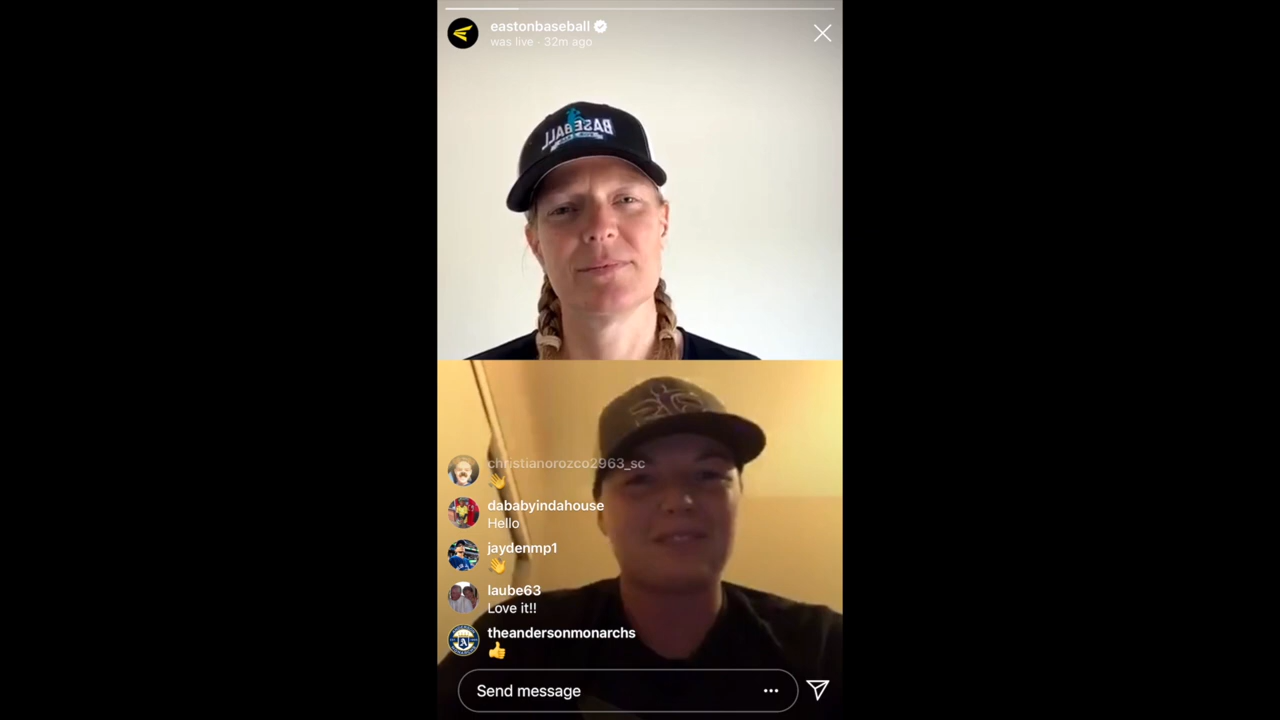 eastonbaseball
was live · 32m ago
BASEBALL
christianorozco2963_sc
👋
dababyindahouse
Hello
jaydenmp1
👋
laube63
Love it!!
theandersonmonarchs
👍
Send message